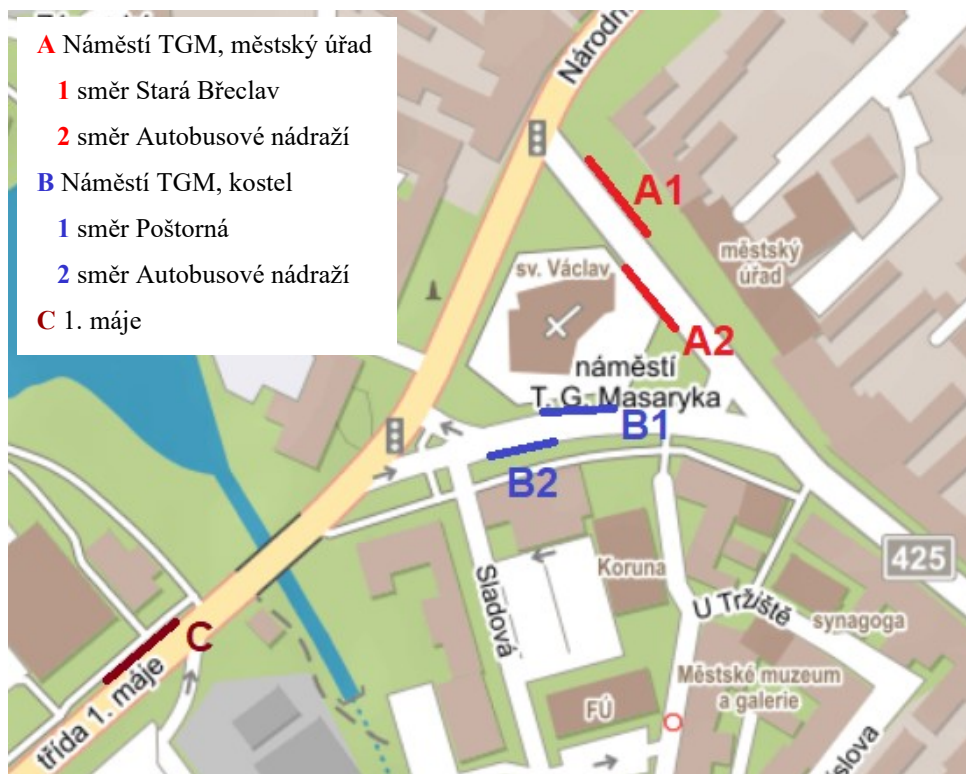 A Náměstí TGM, městský úřad
1 směr Stará Břeclav
2 směr Autobusové nádraží
B Náměstí TGM, kostel
1 směr Poštorná
2 směr Autobusové nádraží
C 1. máje
Národní
A1
městský
úřad
sv. Václav
A2
náměstí
T. G. Masaryka
B1
B2
425
Koruna
Sladová
U Tržiště
synagoga
C
třída 1. máje
Městské muzeum
a galerie
FÚ